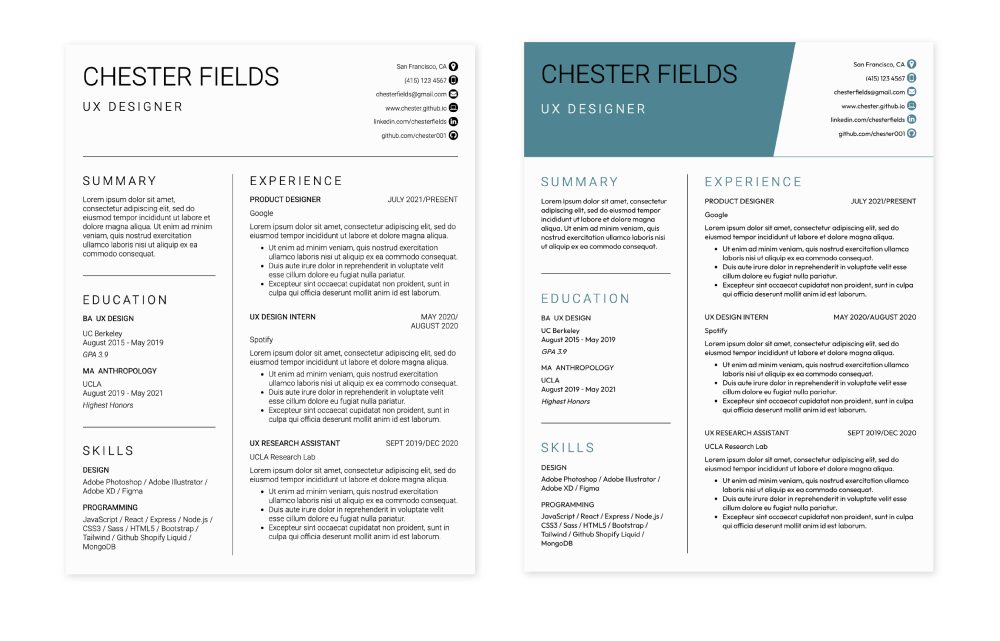 CHESTER FIELDS
UX DESIGNER
San Francisco, CA
(415) 123 4567
chesterfields@gmail.com
www.chester.github.io
linkedin.com/chesterfields
github.com/chester001
SUMMARY
Lorem ipsum dolor sit amet,
consectetur adipiscing elit, sed do
eiusmod tempor incididunt ut labore et
dolore magna aliqua. Ut enim ad minim
veniam, quis nostrud exercitation
ullamco laboris nisi ut aliquip ex ea
commodo consequat.
EDUCATION
BA UX DESIGN
UC Berkeley
August 2015 - May 2019
GPA 3.9
MA ANTHROPOLOGY
UCLA
August 2019 - May 2021
Highest Honors
SKILLS
DESIGN
Adobe Photoshop / Adobe Illustrator /
Adobe XD / Figma
PROGRAMMING
JavaScript / React / Express / Node.js /
CSS3 / Sass / HTML5 / Bootstrap /
Tailwind / Github Shopify Liquid /
MongoDB
EXPERIENCE
PRODUCT DESIGNER JULY 2021/PRESENT
Google
Lorem ipsum dolor sit amet, consectetur adipiscing elit, sed do
eiusmod tempor incididunt ut labore et dolore magna aliqua.
• Ut enim ad minim veniam, quis nostrud exercitation
ullamco laboris nisi ut aliquip ex ea commodo consequat.
• Duis aute irure dolor in reprehenderit in voluptate velit
esse cillum dolore eu fugiat nulla pariatur.
• Excepteur sint occaecat cupidatat non proident, sunt in
culpa qui officia deserunt mollit anim id est laborum.
UX DESIGN INTERN MAY 2020/
AUGUST 2020
Spotify
Lorem ipsum dolor sit amet, consectetur adipiscing elit, sed do
eiusmod tempor incididunt ut labore et dolore magna aliqua.
• Ut enim ad minim veniam, quis nostrud exercitation
ullamco laboris nisi ut aliquip ex ea commodo consequat.
• Duis aute irure dolor in reprehenderit in voluptate velit
esse cillum dolore eu fugiat nulla pariatur.
• Excepteur sint occaecat cupidatat non proident, sunt in
culpa qui officia deserunt mollit anim id est laborum.
UX RESEARCH ASSISTANT SEPT 2019/DEC 2020
UCLA Research Lab
Lorem ipsum dolor sit amet, consectetur adipiscing elit, sed do
eiusmod tempor incididunt ut labore et dolore magna aliqua.
• Ut enim ad minim veniam, quis nostrud exercitation
ullamco laboris nisi ut aliquip ex ea commodo consequat.
• Duis aute irure dolor in reprehenderit in voluptate velit
esse cillum dolore eu fugiat nulla pariatur.
• Excepteur sint occaecat cupidatat non proident, sunt in
culpa qui officia deserunt mollit anim id est laborum.
CHESTER FIELDS
UX DESIGNER
San Francisco, CA
(415) 123 4567
chesterfields@gmail.com
www.chester.github.io
linkedin.com/chesterfields
github.com/chester001
SUMMARY
Lorem ipsum dolor sit amet, consectetur
adipiscing elit, sed do eiusmod tempor
incididunt ut labore et dolore magna
aliqua. Ut enim ad minim veniam, quis
nostrud exercitation ullamco laboris nisi
ut aliquip ex ea commodo consequat.
EDUCATION
BA UX DESIGN
UC Berkeley
August 2015 - May 2019
GPA 3.9
MA ANTHROPOLOGY
UCLA
August 2019 - May 2021
Highest Honors
SKILLS
DESIGN
Adobe Photoshop / Adobe Illustrator /
Adobe XD / Figma
PROGRAMMING
JavaScript / React / Express / Node.js /
CSS3 / Sass / HTML5 / Bootstrap /
Tailwind / Github Shopify Liquid /
MongoDB
EXPERIENCE
PRODUCT DESIGNER JULY 2021/PRESENT
Google
Lorem ipsum dolor sit amet, consectetur adipiscing elit, sed do
eiusmod tempor incididunt ut labore et dolore magna aliqua.
• Ut enim ad minim veniam, quis nostrud exercitation ullamco
laboris nisi ut aliquip ex ea commodo consequat.
• Duis aute irure dolor in reprehenderit in voluptate velit esse
cillum dolore eu fugiat nulla pariatur.
• Excepteur sint occaecat cupidatat non proident, sunt in culpa
qui officia deserunt mollit anim id est laborum.
UX DESIGN INTERN MAY 2020/AUGUST 2020
Spotify
Lorem ipsum dolor sit amet, consectetur adipiscing elit, sed do
eiusmod tempor incididunt ut labore et dolore magna aliqua.
• Ut enim ad minim veniam, quis nostrud exercitation ullamco
laboris nisi ut aliquip ex ea commodo consequat.
• Duis aute irure dolor in reprehenderit in voluptate velit esse
cillum dolore eu fugiat nulla pariatur.
• Excepteur sint occaecat cupidatat non proident, sunt in culpa
qui officia deserunt mollit anim id est laborum.
UX RESEARCH ASSISTANT SEPT 2019/DEC 2020
UCLA Research Lab
Lorem ipsum dolor sit amet, consectetur adipiscing elit, sed do
eiusmod tempor incididunt ut labore et dolore magna aliqua.
• Ut enim ad minim veniam, quis nostrud exercitation ullamco
laboris nisi ut aliquip ex ea commodo consequat.
• Duis aute irure dolor in reprehenderit in voluptate velit esse
cillum dolore eu fugiat nulla pariatur.
• Excepteur sint occaecat cupidatat non proident, sunt in culpa
qui officia deserunt mollit anim id est laborum.